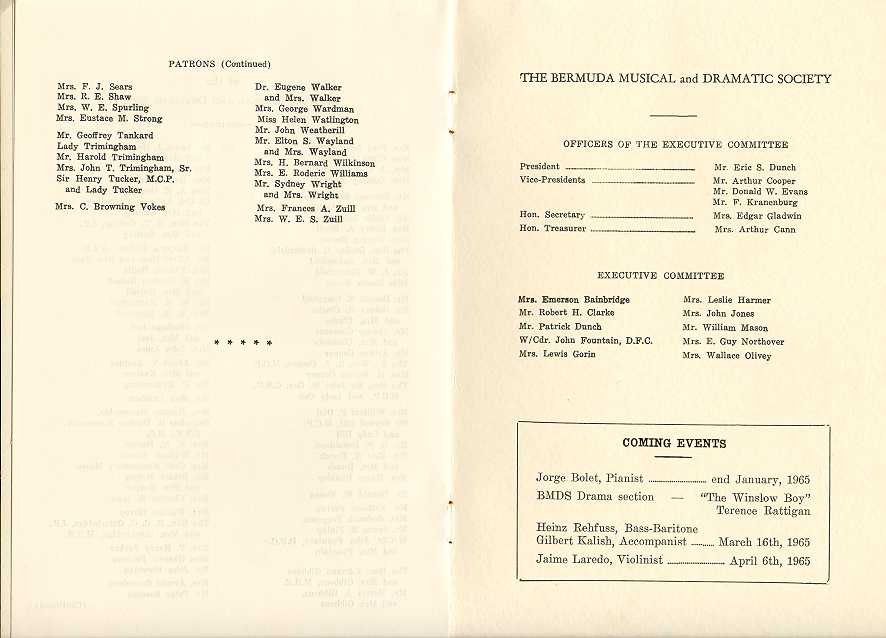 PATRONS (Continued)
Mrs. F. J. Sears
Mrs. R. E. Shaw
Mrs. W. E. Spurling
Mrs. Eustace M. Strong
Mr. Geoffrey Tankard
Lady Trimingham
Mr. Harold Trimingham
Mrs. John T. Trimingham, Sr.
Sir Henry Tucker, M.C.P.
and Lady Tucker
Mrs. C. Browning Vokes
Dr. Eugene Walker
and Mrs. Walker
Mrs. George Wardman
Miss Helen Watlington
Mr. John Weatherill
Mr. Elton S. Wayland
and Mrs. Wayland
Mrs. H. Bernard Wilkinson
Mrs. E. Roderic Williams
Mr. Sydney Wright
and Mrs. Wright
Mrs. Frances A. Zuill
Mrs. W. E. S. Zuill
* * * * *
THE BERMUDA MUSICAL and DRAMATIC SOCIETY
OFFICERS OF THE EXECUTIVE COMMITTEE
President ........ Mr. Eric S. Dunch
Vice-Presidents ........ Mr. Arthur Cooper
Mr. Donald W. Evans
Mr. F. Kranenburg
Hon. Secretary ........ Mrs. Edgar Gladwin
Hon. Treasurer ........ Mrs. Arthur Cann
EXECUTIVE COMMITTEE
Mrs. Emerson Bainbridge
Mr. Robert H. Clarke
Mr. Patrick Dunch
W/Cdr. John Fountain, D.F.C.
Mrs. Lewis Gorin
Mrs. Leslie Harmer
Mrs. John Jones
Mr. William Mason
Mrs. E. Guy Northover
Mrs. Wallace Olivey
COMING EVENTS
Jorge Bolet, Pianist ........ end January, 1965
BMDS Drama section — "The Winslow Boy"
Terence Rattigan
Heinz Rehfuss, Bass-Baritone
Gilbert Kalish, Accompanist ........ March 16th, 1965
Jaime Laredo, Violinist ........ April 6th, 1965